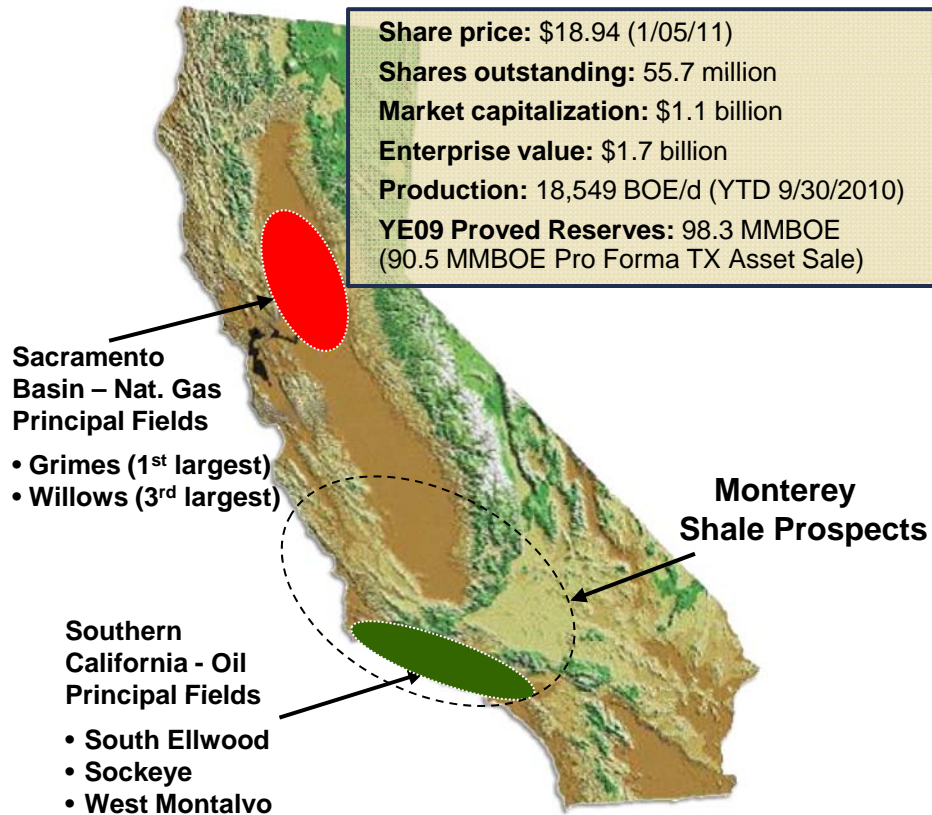 Share price: $18.94 (1/05/11)
Shares outstanding: 55.7 million
Market capitalization: $1.1 billion
Enterprise value: $1.7 billion
Production: 18,549 BOE/d (YTD 9/30/2010)
YE09 Proved Reserves: 98.3 MMBOE
(90.5 MMBOE Pro Forma TX Asset Sale)
Sacramento
Basin – Nat. Gas
Principal Fields
• Grimes (1st largest)
• Willows (3rd largest)
Monterey
Shale Prospects
Southern
California - Oil
Principal Fields
• South Ellwood
• Sockeye
• West Montalvo